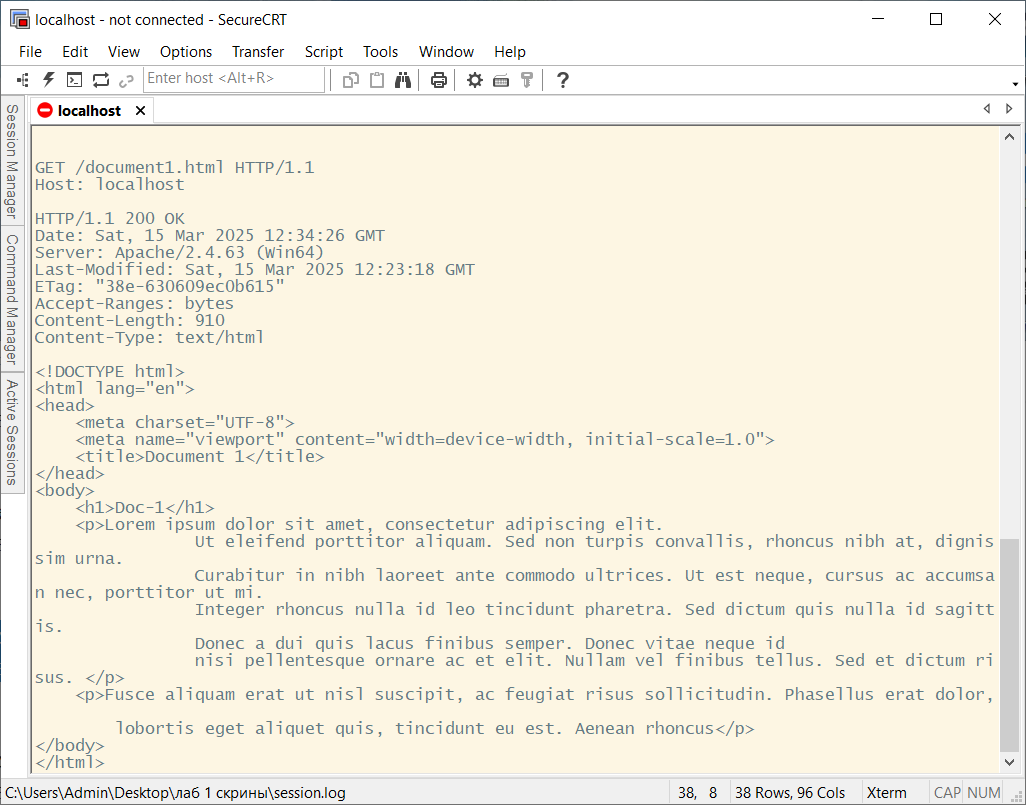 localhost - not connected - SecureCRT
File Edit View Options Transfer Script Tools Window Help
Enter host <Alt+R>
localhost
Session Manager
Command Manager
Active Sessions
GET /document1.html HTTP/1.1
Host: localhost
HTTP/1.1 200 OK
Date: Sat, 15 Mar 2025 12:34:26 GMT
Server: Apache/2.4.63 (Win64)
Last-Modified: Sat, 15 Mar 2025 12:23:18 GMT
ETag: "38e-630609ec0b615"
Accept-Ranges: bytes
Content-Length: 910
Content-Type: text/html
<!DOCTYPE html>
<html lang="en">
<head>
    <meta charset="UTF-8">
    <meta name="viewport" content="width=device-width, initial-scale=1.0">
    <title>Document 1</title>
</head>
<body>
    <h1>Doc-1</h1>
    <p>Lorem ipsum dolor sit amet, consectetur adipiscing elit.
                Ut eleifend porttitor aliquam. Sed non turpis convallis, rhoncus nibh at, dignis
sim urna.
                Curabitur in nibh laoreet ante commodo ultrices. Ut est neque, cursus ac accumsa
n nec, porttitor ut mi.
                Integer rhoncus nulla id leo tincidunt pharetra. Sed dictum quis nulla id sagitt
is.
                Donec a dui quis lacus finibus semper. Donec vitae neque id
                nisi pellentesque ornare ac et elit. Nullam vel finibus tellus. Sed et dictum ri
sus. </p>
    <p>Fusce aliquam erat ut nisl suscipit, ac feugiat risus sollicitudin. Phasellus erat dolor,
        lobortis eget aliquet quis, tincidunt eu est. Aenean rhoncus</p>
</body>
</html>
C:\Users\Admin\Desktop\лаб 1 скрины\session.log 38, 8 38 Rows, 96 Cols Xterm CAP NUM